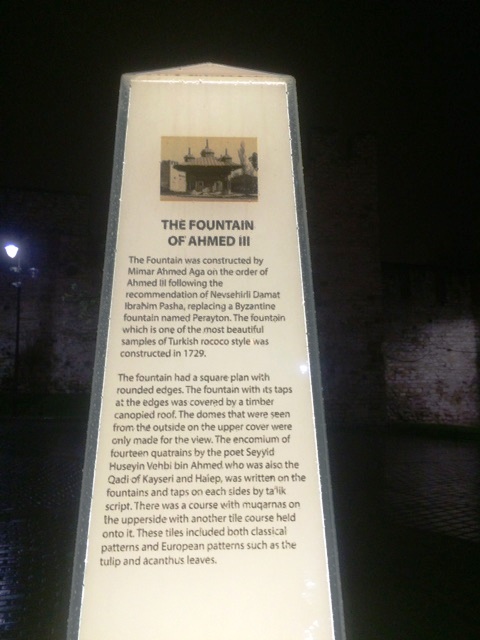 THE FOUNTAIN
OF AHMED III
The Fountain was constructed by
Mimar Ahmed Aga on the order of
Ahmed III following the
recommendation of Nevsehirli Damat
Ibrahim Pasha, replacing a Byzantine
fountain named Perayton. The fountain
which is one of the most beautiful
samples of Turkish rococo style was
constructed in 1729.
The fountain had a square plan with
rounded edges. The fountain with its taps
at the edges was covered by a timber
canopied roof. The domes that were seen
from the outside on the upper cover were
only made for the view. The encomium of
fourteen quatrains by the poet Seyyid
Huseyin Vehbi bin Ahmed who was also the
Qadi of Kayseri and Halep, was written on the
fountains and taps on each sides by ta'lik
script. There was a course with muqarnas on
the upperside with another tile course held
onto it. These tiles included both classical
patterns and European patterns such as the
tulip and acanthus leaves.